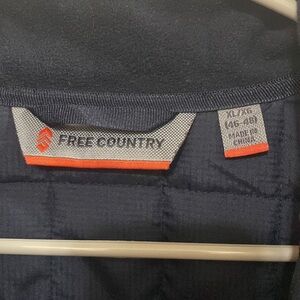 FREE COUNTRY
XL/XG
(46-48)
MADE IN
CHINA